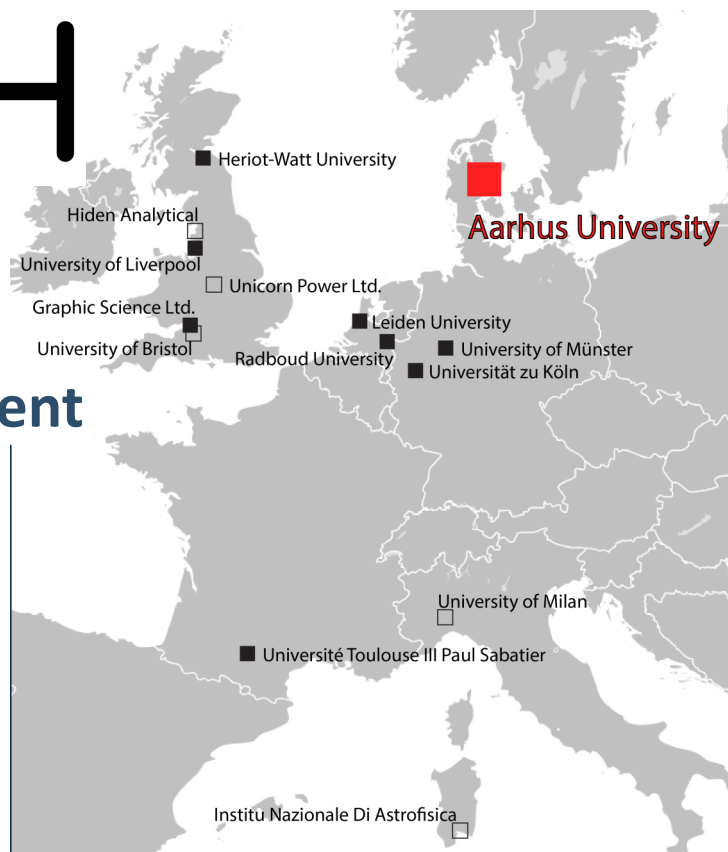 Heriot-Watt University
Aarhus University
Hiden Analytical
University of Liverpool
Unicorn Power Ltd.
Graphic Science Ltd.
Leiden University
University of Bristol
Radboud University
University of Münster
Universität zu Köln
ent
University of Milan
Université Toulouse III Paul Sabatier
Institu Nazionale Di Astrofisica